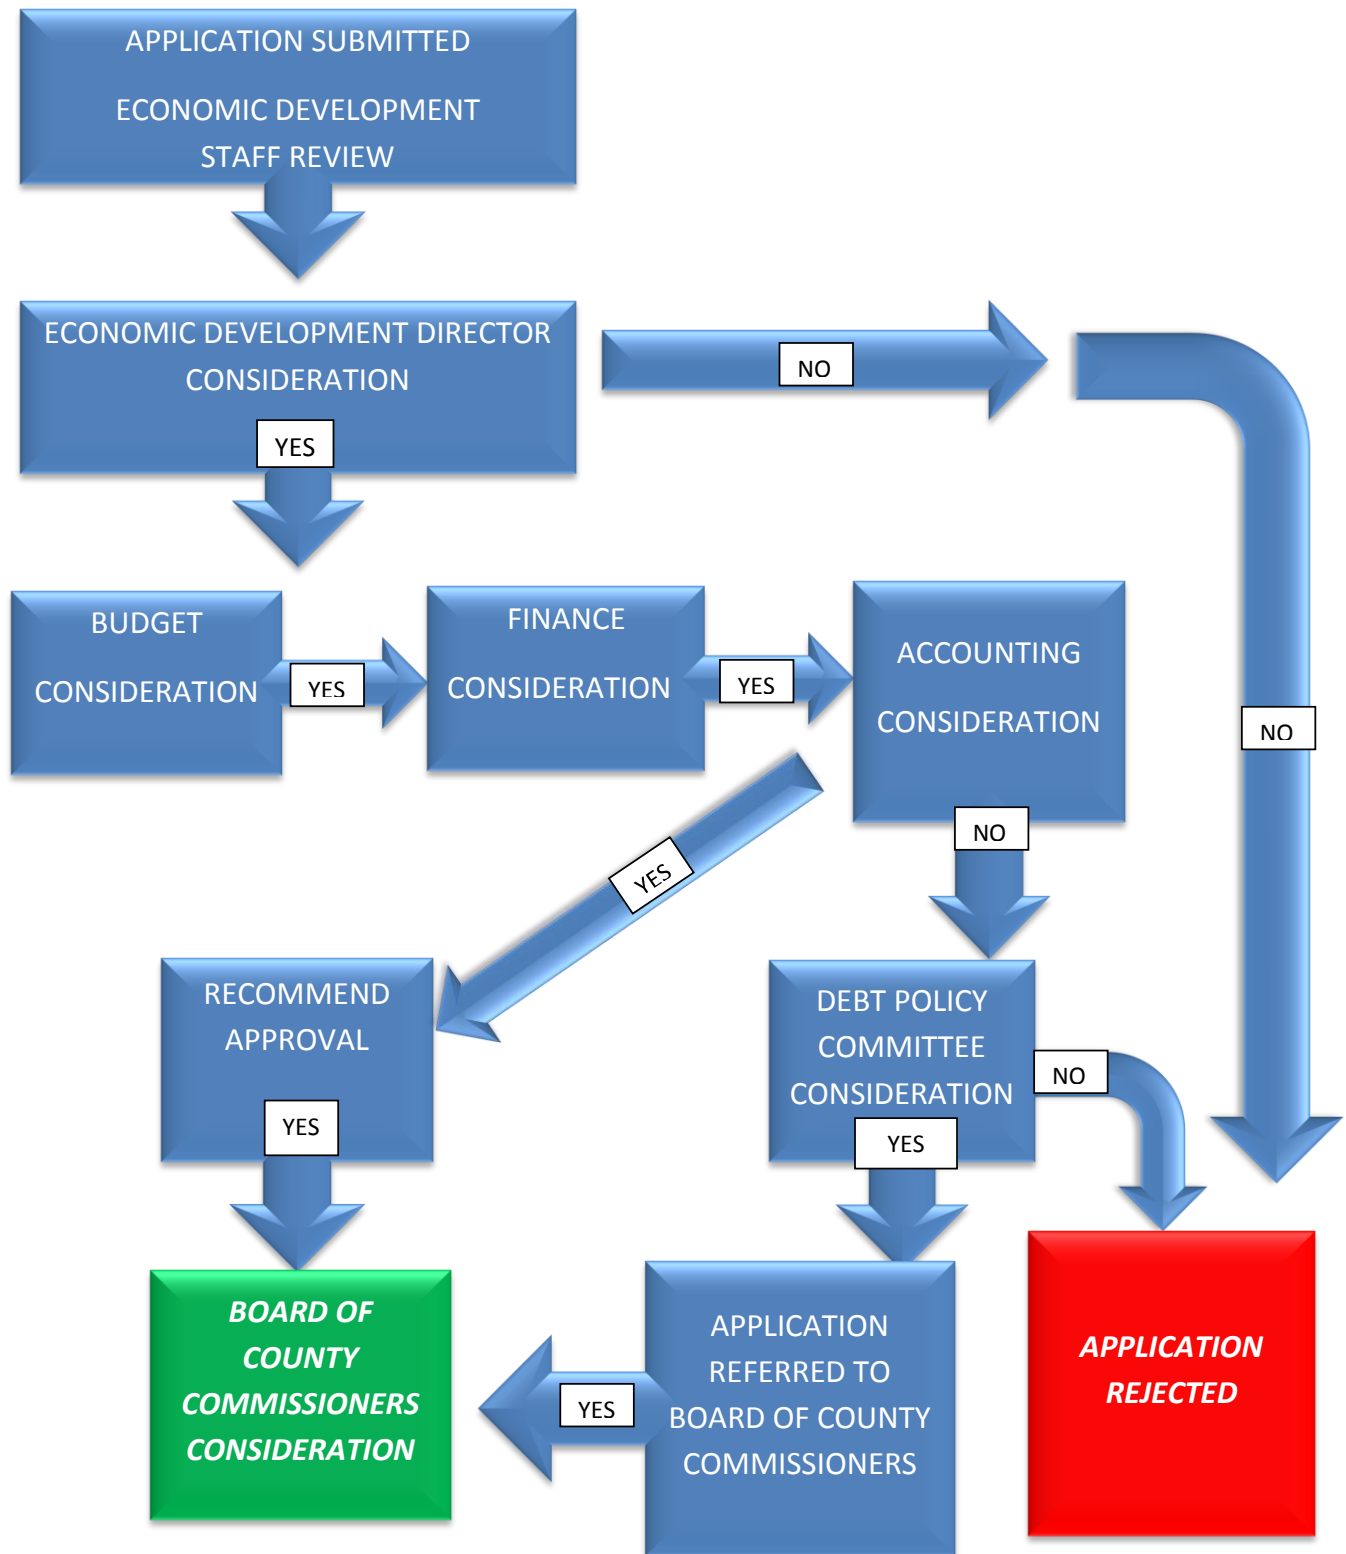 APPLICATION SUBMITTED
ECONOMIC DEVELOPMENT
STAFF REVIEW
ECONOMIC DEVELOPMENT DIRECTOR
CONSIDERATION
YES
NO
BUDGET
CONSIDERATION
YES
FINANCE
CONSIDERATION
YES
ACCOUNTING
CONSIDERATION
NO
NO
YES
RECOMMEND
APPROVAL
YES
DEBT POLICY
COMMITTEE
CONSIDERATION
YES
NO
BOARD OF
COUNTY
COMMISSIONERS
CONSIDERATION
YES
APPLICATION
REFERRED TO
BOARD OF COUNTY
COMMISSIONERS
APPLICATION
REJECTED